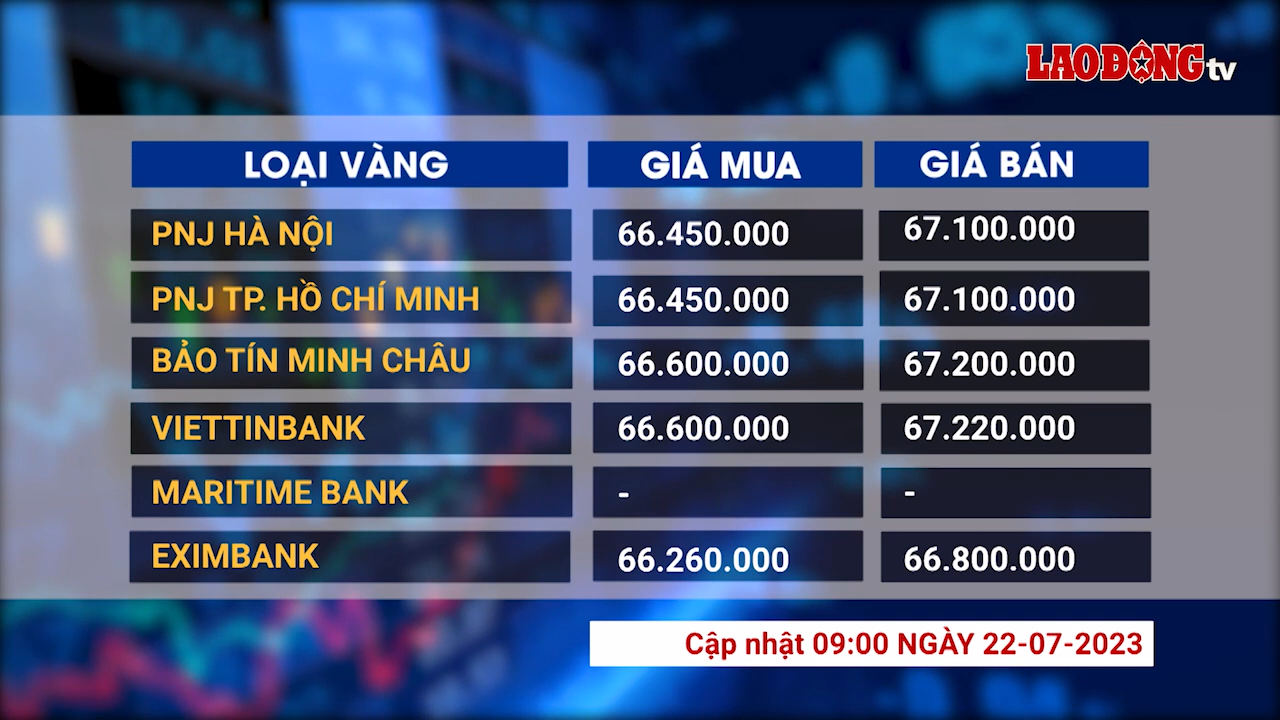 LAO ĐỘNG tv
LOẠI VÀNG GIÁ MUA GIÁ BÁN
PNJ HÀ NỘI 66.450.000 67.100.000
PNJ TP. HỒ CHÍ MINH 66.450.000 67.100.000
BẢO TÍN MINH CHÂU 66.600.000 67.200.000
VIETTINBANK 66.600.000 67.220.000
MARITIME BANK - -
EXIMBANK 66.260.000 66.800.000
Cập nhật 09:00 NGÀY 22-07-2023